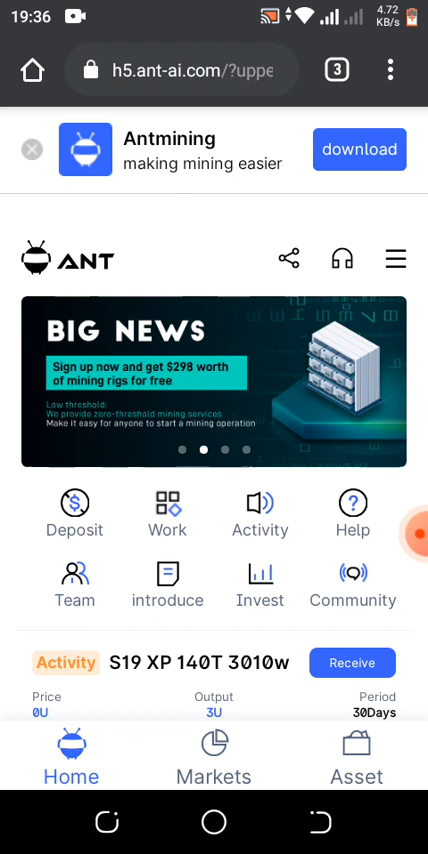 19:36
4.72
KB/s
h5.ant-ai.com/?uppe
3
Antmining
making mining easier
download
ANT
BIG NEWS
Sign up now and get $298 worth
of mining rigs for free
Low threshold:
We provide zero-threshold mining services
Make it easy for anyone to start a mining operation
Deposit
Work
Activity
Help
Team
introduce
Invest
Community
Activity
S19 XP 140T 3010w
Receive
Price
Output
Period
0U
3U
30Days
Home
Markets
Asset